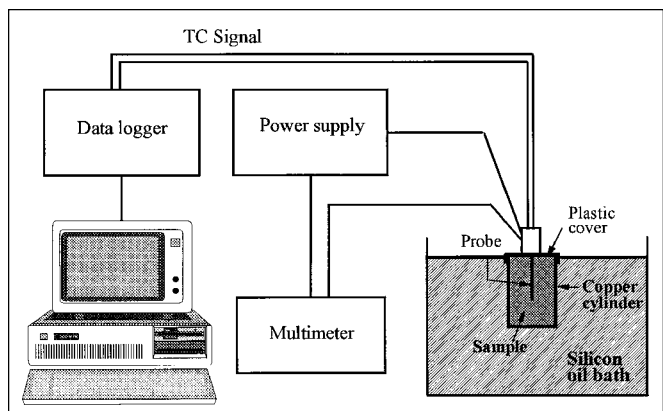 TC Signal
Data logger
Power supply
Plastic
cover
Probe
Copper
cylinder
Multimeter
Sample
Silicon
oil bath